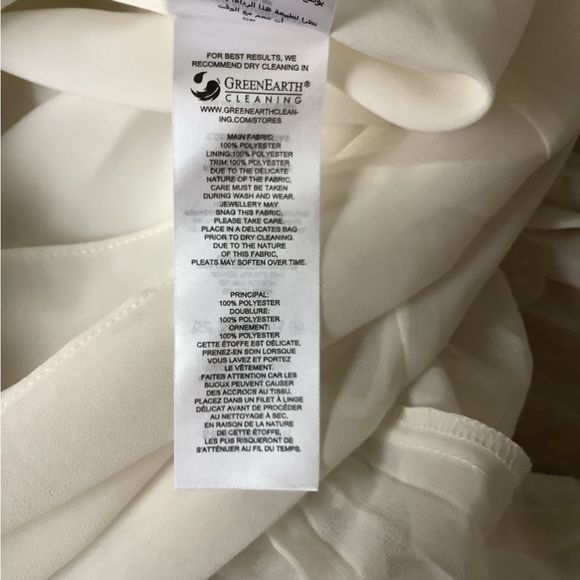 نظرا لطبيعة هذا الرداء
مع الوقت
FOR BEST RESULTS, WE
RECOMMEND DRY CLEANING IN
GREENEARTH®
CLEANING
WWW.GREENEARTHCLEAN-
ING.COM/STORES
MAIN FABRIC:
100% POLYESTER
LINING:100% POLYESTER
TRIM:100% POLYESTER
DUE TO THE DELICATE
NATURE OF THE FABRIC,
CARE MUST BE TAKEN
DURING WASH AND WEAR.
JEWELLERY MAY
SNAG THIS FABRIC,
PLEASE TAKE CARE.
PLACE IN A DELICATES BAG
PRIOR TO DRY CLEANING.
DUE TO THE NATURE
OF THIS FABRIC,
PLEATS MAY SOFTEN OVER TIME.
PRINCIPAL:
100% POLYESTER
DOUBLURE:
100% POLYESTER
ORNEMENT:
100% POLYESTER
CETTE ÉTOFFE EST DÉLICATE,
PRENEZ-EN SOIN LORSQUE
VOUS LAVEZ ET PORTEZ
LE VÊTEMENT.
FAITES ATTENTION CAR LES
BIJOUX PEUVENT CAUSER
DES ACCROCS AU TISSU.
PLACEZ DANS UN FILET À LINGE
DÉLICAT AVANT DE PROCÉDER
AU NETTOYAGE À SEC.
EN RAISON DE LA NATURE
DE CETTE ÉTOFFE,
LES PLIS RISQUERONT DE
S'ATTÉNUER AU FIL DU TEMPS.